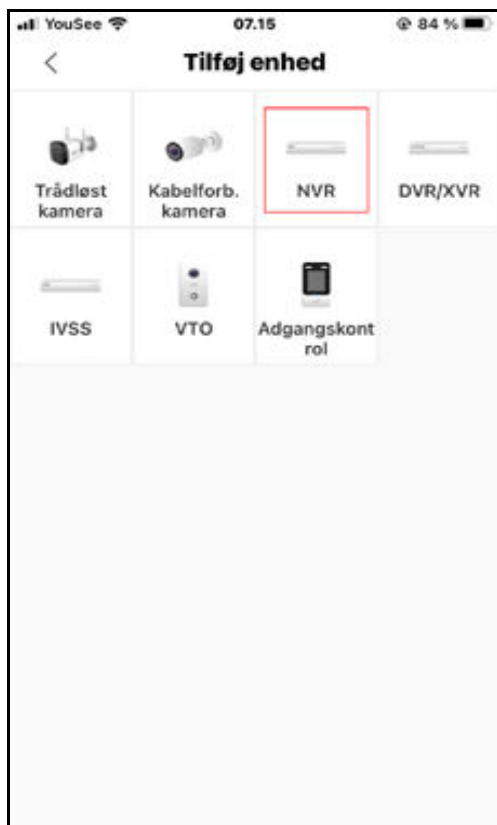 YouSee 07.15 84 %
Tilføj enhed
Trådløst
kamera
Kabelforb.
kamera
NVR
DVR/XVR
IVSS
VTO
Adgangskont
rol